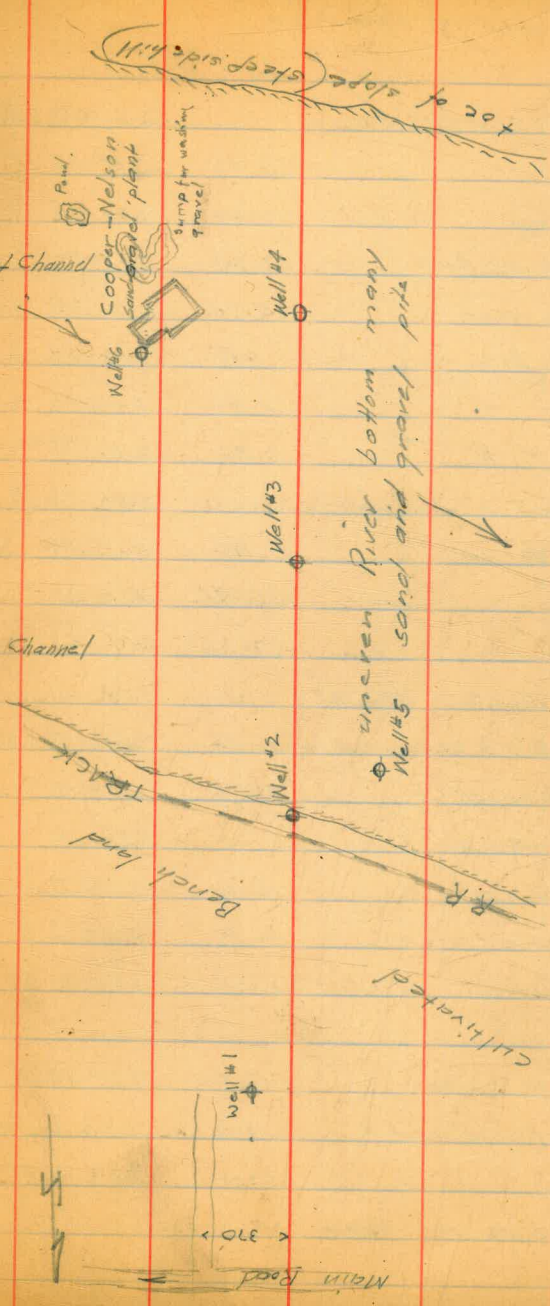 Toe of slope (steep side hill)
Pond.
Cooper-Nelson
Sand gravel plant
Sump for washing
gravel
t Channel
Well#6
Well #4
uneven River bottom many
sand and gravel pits
Well #3
Channel
Well #5
Well #2
R R TRACK
Bench land
cultivated
Well #1
370
Main Road